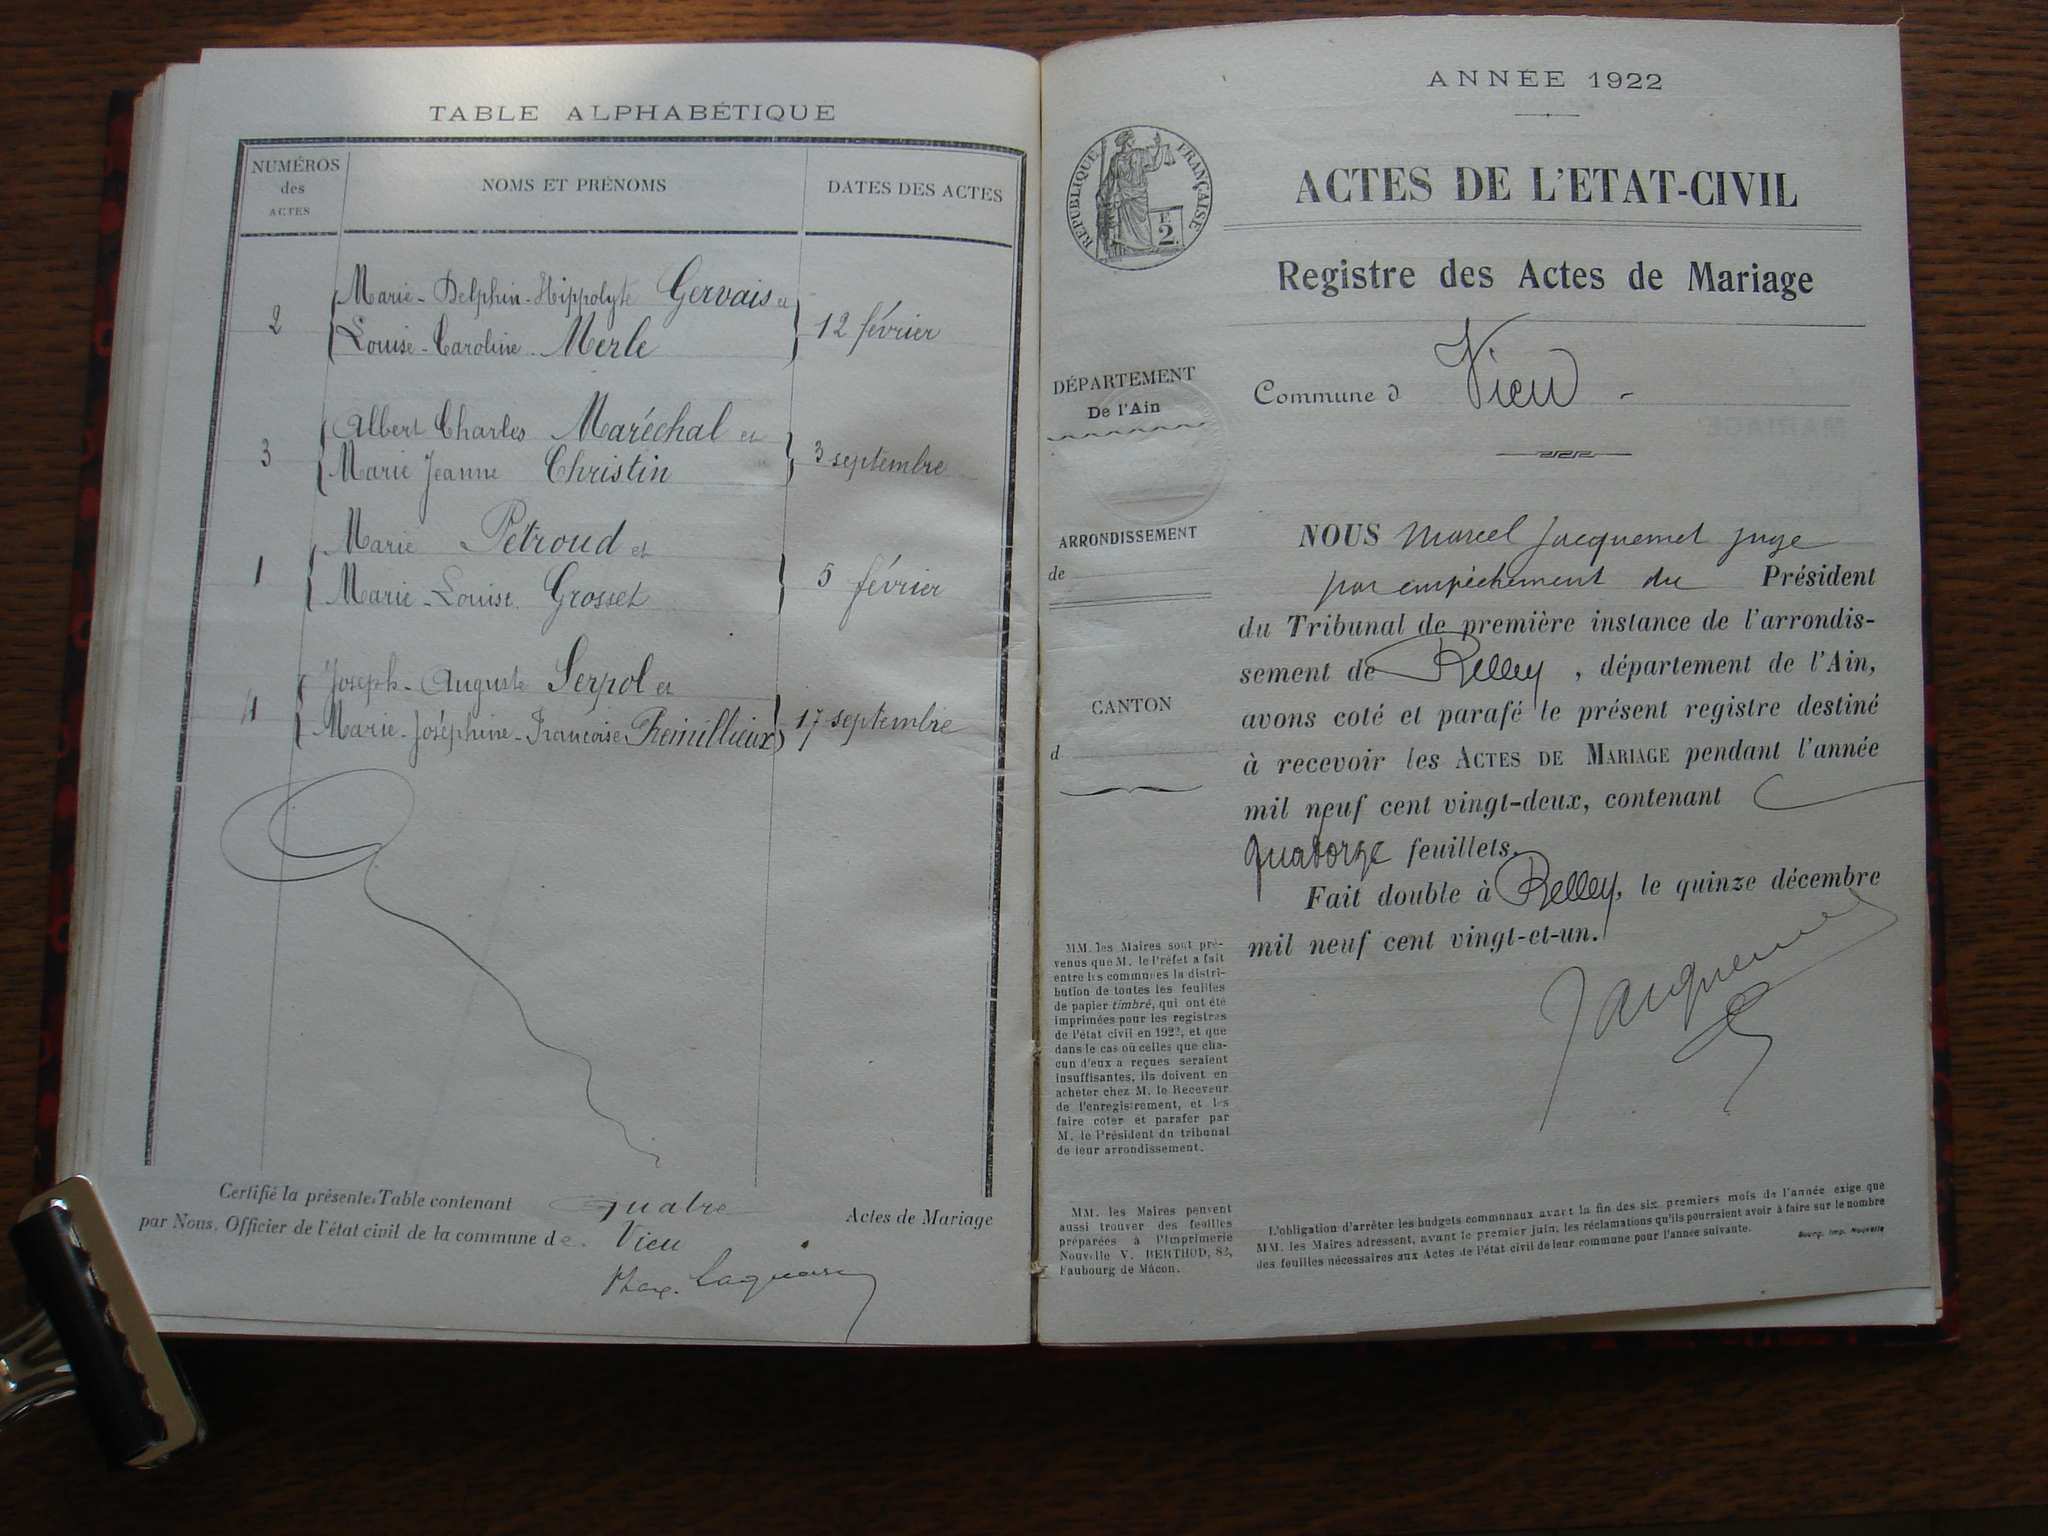 TABLE ALPHABÉTIQUE
NUMÉROS
des
ACTES
NOMS ET PRÉNOMS
DATES DES ACTES
Marie-Delphin-Hippolyte Gervais et
2
12 février
Louise-Caroline Merle
Albert Charles Maréchal et
3
3 septembre
Marie Jeanne Christin
Marie Pétroud et
1
5 février
Marie-Louise Grosset
Joseph-Auguste Serpol et
4
17 septembre
Marie-Joséphine-Françoise Remillieux
Certifié la présente Table contenant quatre Actes de Mariage
par Nous, Officier de l'état civil de la commune de Vieu
ANNÉE 1922
RÉPUBLIQUE FRANÇAISE
F.
2
ACTES DE L'ETAT-CIVIL
Registre des Actes de Mariage
DÉPARTEMENT
De l'Ain
ARRONDISSEMENT
de
CANTON
d
Commune d Vieu
NOUS Marcel Jacquemet juge
par empêchement du Président
du Tribunal de première instance de l'arrondis-
sement de Belley, département de l'Ain,
avons coté et parafé le présent registre destiné
à recevoir les ACTES DE MARIAGE pendant l'année
mil neuf cent vingt-deux, contenant
quatorze feuillets.
Fait double à Belley, le quinze décembre
mil neuf cent vingt-et-un.
Jacquemet
MM. les Maires sont pré-
venus que M. le Préfet a fait
entre les communes la distri-
bution de toutes les feuilles
de papier timbré, qui ont été
imprimées pour les registres
de l'état civil en 1922, et que
dans le cas où celles que cha-
cun d'eux a reçues seraient
insuffisantes, ils doivent en
acheter chez M. le Receveur
de l'enregistrement, et les
faire coter et parafer par
M. le Président du tribunal
de leur arrondissement.
MM. les Maires peuvent
aussi trouver des feuilles
préparées à l'Imprimerie
Nouvelle V. BERTHOD, 82,
Faubourg de Mâcon.
L'obligation d'arrêter les budgets communaux avant la fin des six premiers mois de l'année exige que
MM. les Maires adressent, avant le premier juin, les réclamations qu'ils pourraient avoir à faire sur le nombre
des feuilles nécessaires aux Actes de l'état civil de leur commune pour l'année suivante.
Bourg, Imp. Nouvelle